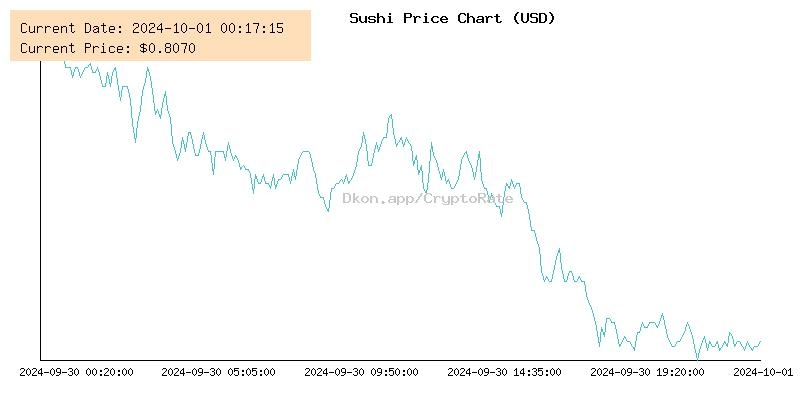 Sushi Price Chart (USD)
Current Date: 2024-10-01 00:17:15
Current Price: $0.8070
Dkon.app/CryptoRate
2024-09-30 00:20:00 2024-09-30 05:05:00 2024-09-30 09:50:00 2024-09-30 14:35:00 2024-09-30 19:20:00 2024-10-01